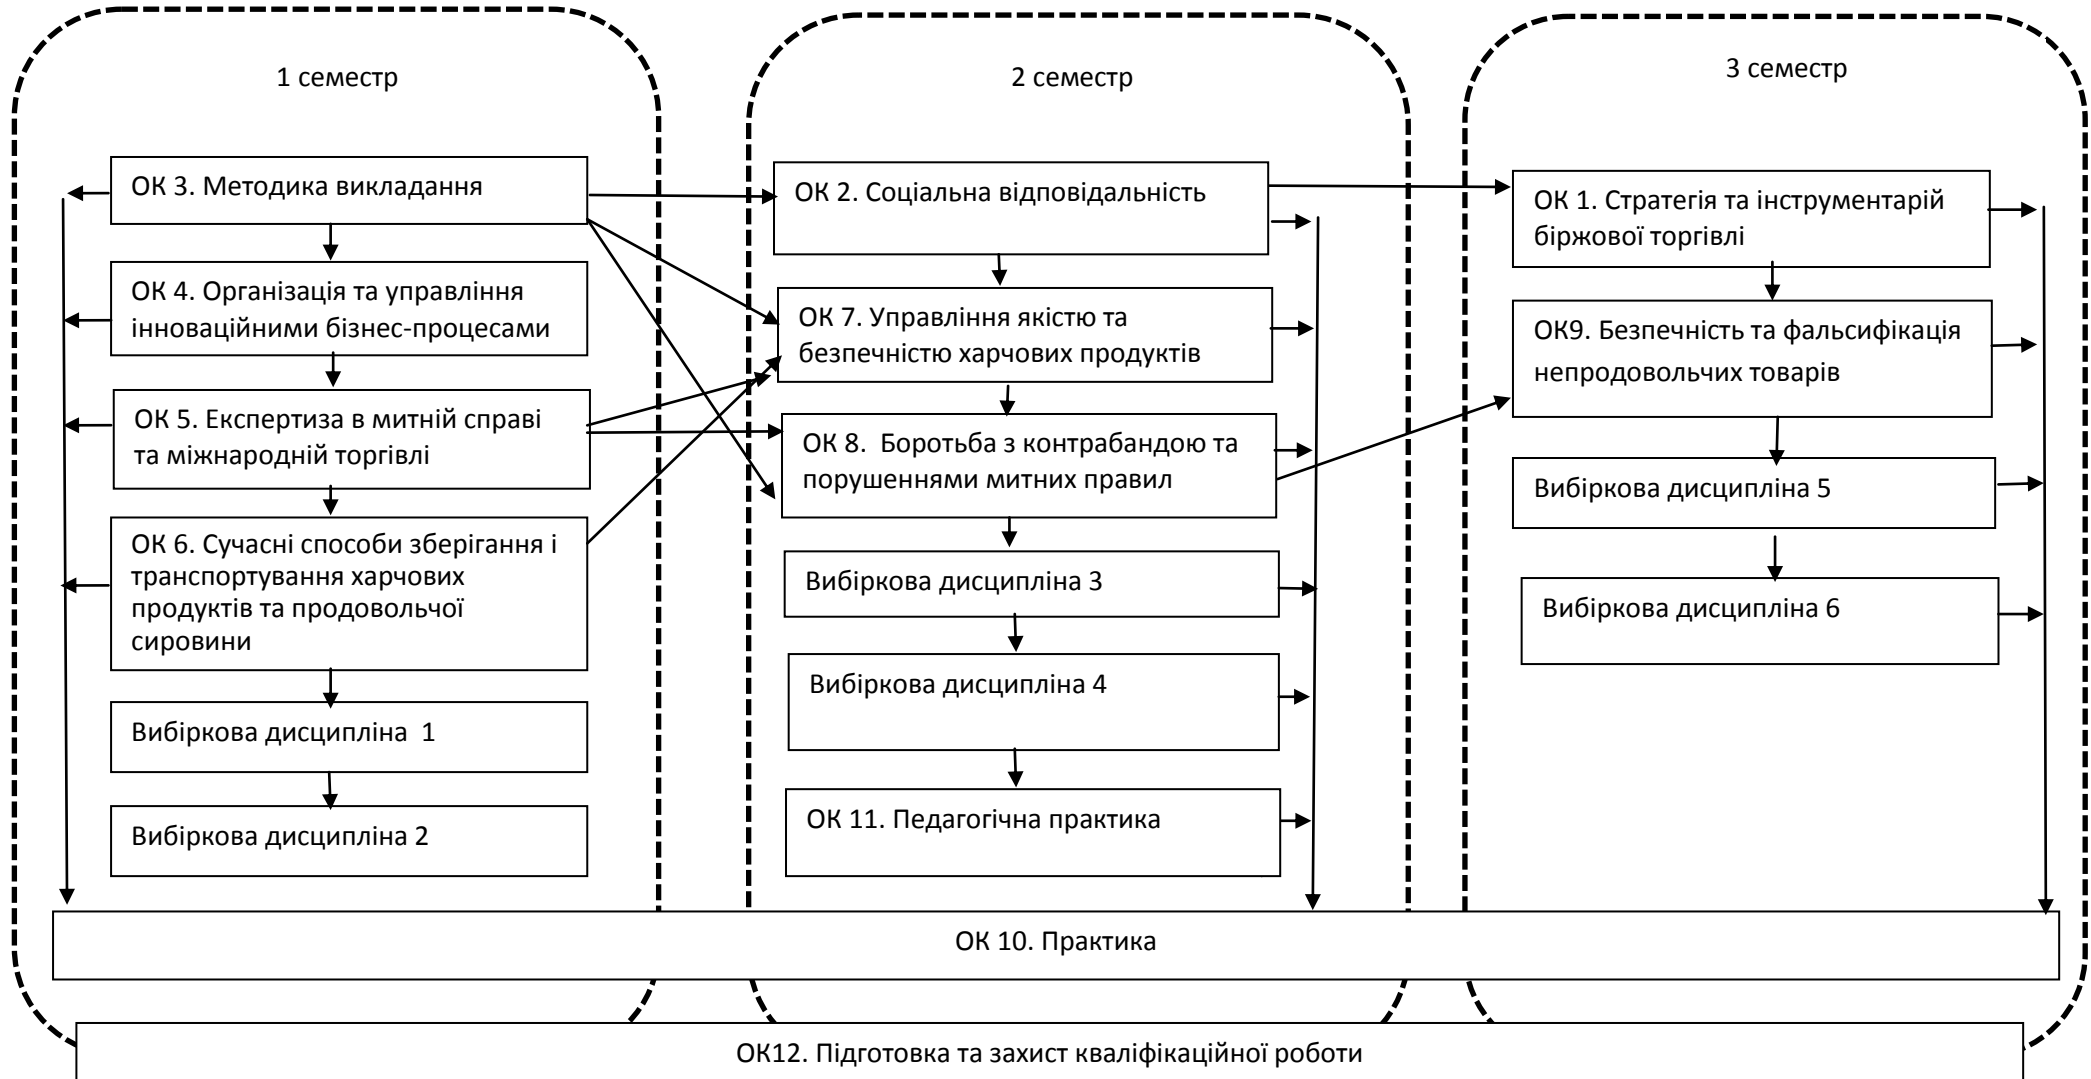 1 семестр
ОК 3. Методика викладання
ОК 4. Організація та управління
інноваційними бізнес-процесами
ОК 5. Експертиза в митній справі
та міжнародній торгівлі
ОК 6. Сучасні способи зберігання і
транспортування харчових
продуктів та продовольчої
сировини
Вибіркова дисципліна 1
Вибіркова дисципліна 2
2 семестр
ОК 2. Соціальна відповідальність
ОК 7. Управління якістю та
безпечністю харчових продуктів
ОК 8. Боротьба з контрабандою та
порушеннями митних правил
Вибіркова дисципліна 3
Вибіркова дисципліна 4
ОК 11. Педагогічна практика
3 семестр
ОК 1. Стратегія та інструментарій
біржової торгівлі
ОК9. Безпечність та фальсифікація
непродовольчих товарів
Вибіркова дисципліна 5
Вибіркова дисципліна 6
ОК 10. Практика
ОК12. Підготовка та захист кваліфікаційної роботи